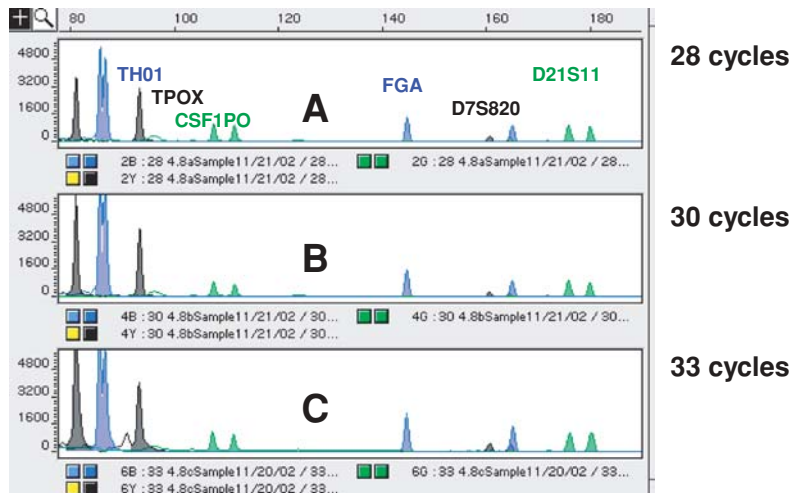 80 100 120 140 160 180
4800
3200
1600
0
TH01
TPOX
CSF1PO
A
FGA
D7S820
D21S11
28 cycles
2B : 28 4.8aSample11/21/02 / 28... 2G : 28 4.8aSample11/21/02 / 28...
2Y : 28 4.8aSample11/21/02 / 28...
4800
3200
1600
0
B
30 cycles
4B : 30 4.8bSample11/21/02 / 30... 4G : 30 4.8bSample11/21/02 / 30...
4Y : 30 4.8bSample11/21/02 / 30...
4800
3200
1600
0
C
33 cycles
6B : 33 4.8cSample11/20/02 / 33... 6G : 33 4.8cSample11/20/02 / 33...
6Y : 33 4.8cSample11/20/02 / 33...